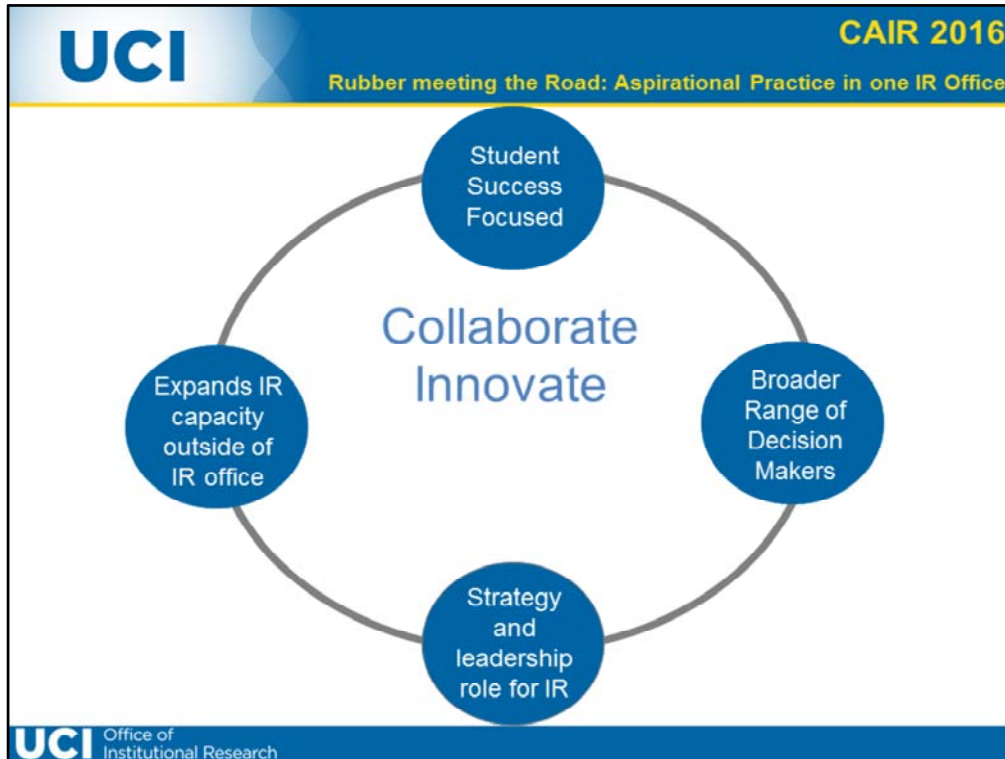 UCI
CAIR 2016
Rubber meeting the Road: Aspirational Practice in one IR Office
Student
Success
Focused
Collaborate
Innovate
Expands IR
capacity
outside of
IR office
Broader
Range of
Decision
Makers
Strategy
and
leadership
role for IR
UCI
Office of
Institutional Research